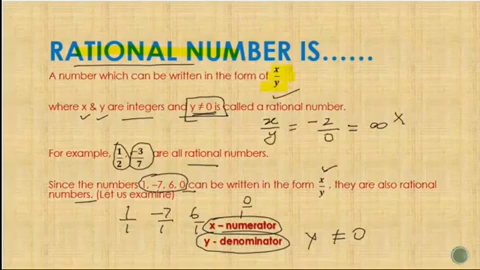 RATIONAL NUMBER IS......
A number which can be written in the form of x/y
where x & y are integers and y ≠ 0 is called a rational number.
x/y = -2/0 = ∞ x
For example, 1/2, -3/7 are all rational numbers.
Since the numbers 1, -7, 6, 0 can be written in the form x/y , they are also rational
numbers. (Let us examine)
1/1 -7/1 6/1 0/1
x – numerator
y - denominator
y ≠ 0